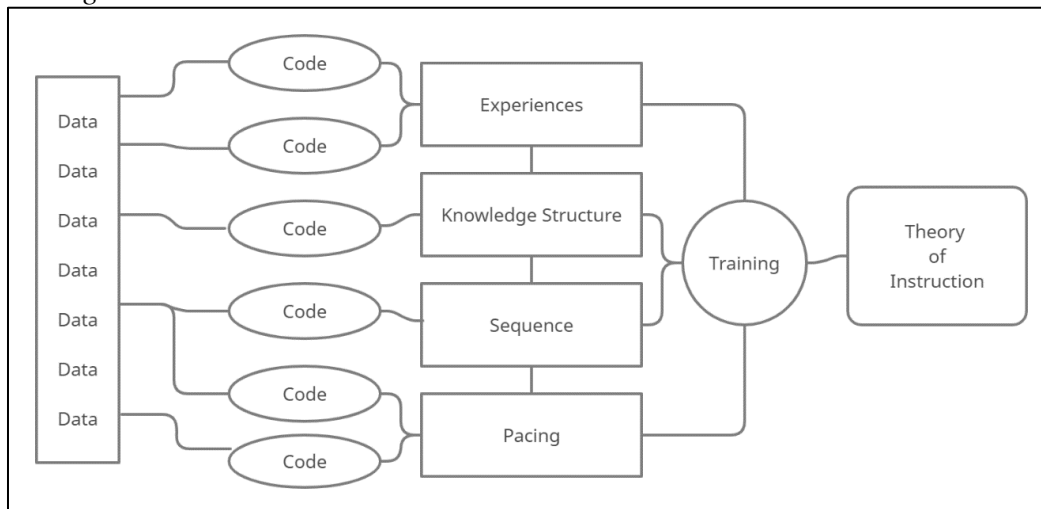 Data
Data
Data
Data
Data
Data
Data
Code
Code
Code
Code
Code
Code
Experiences
Knowledge Structure
Sequence
Pacing
Training
Theory
of
Instruction